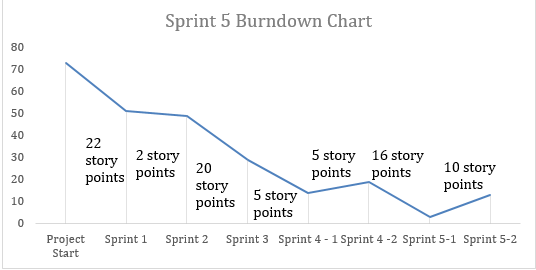 Sprint 5 Burndown Chart
80
70
60
50
40
30
20
10
0
22
story
points
2 story
points
20
story
points
5 story
points
5 story
points
16 story
points
10 story
points
Project
Start
Sprint 1
Sprint 2
Sprint 3
Sprint 4 - 1
Sprint 4 -2
Sprint 5-1
Sprint 5-2